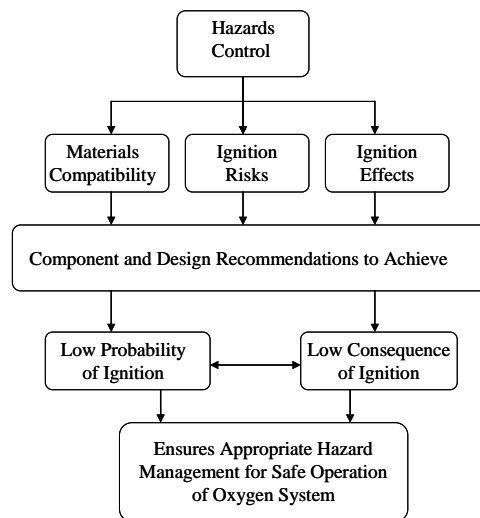 Hazards
Control
Materials
Compatibility
Ignition
Risks
Ignition
Effects
Component and Design Recommendations to Achieve
Low Probability
of Ignition
Low Consequence
of Ignition
Ensures Appropriate Hazard
Management for Safe Operation
of Oxygen System